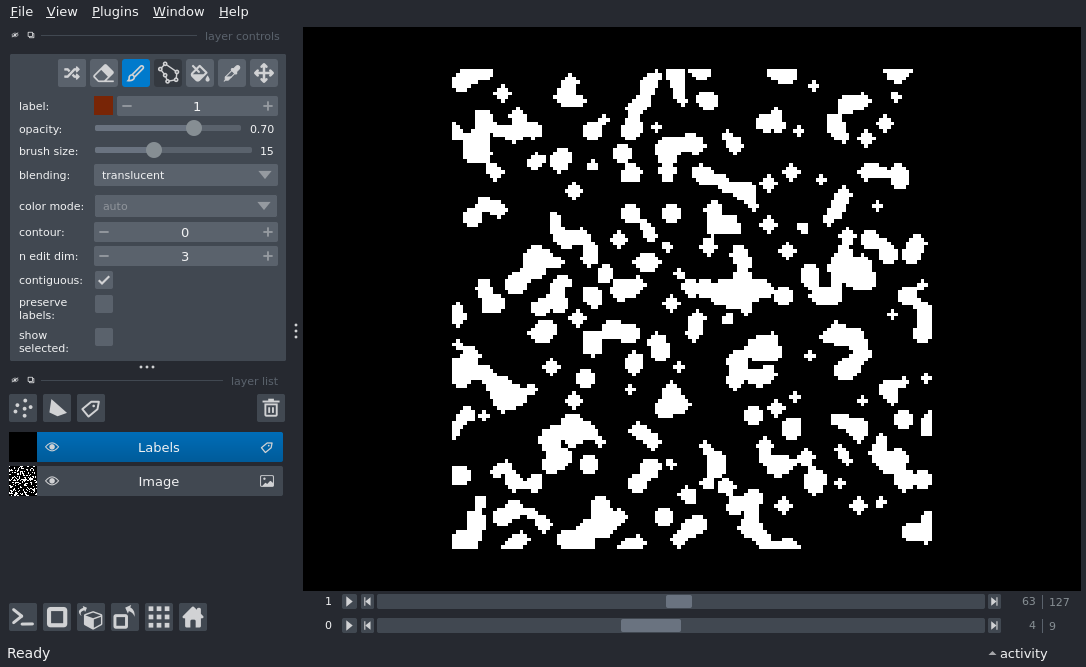 File View Plugins Window Help
layer controls
label: 1
opacity: 0.70
brush size: 15
blending: translucent
color mode: auto
contour: 0
n edit dim: 3
contiguous:
preserve
labels:
show
selected:
layer list
Labels
Image
1 63 127
0 4 9
Ready activity